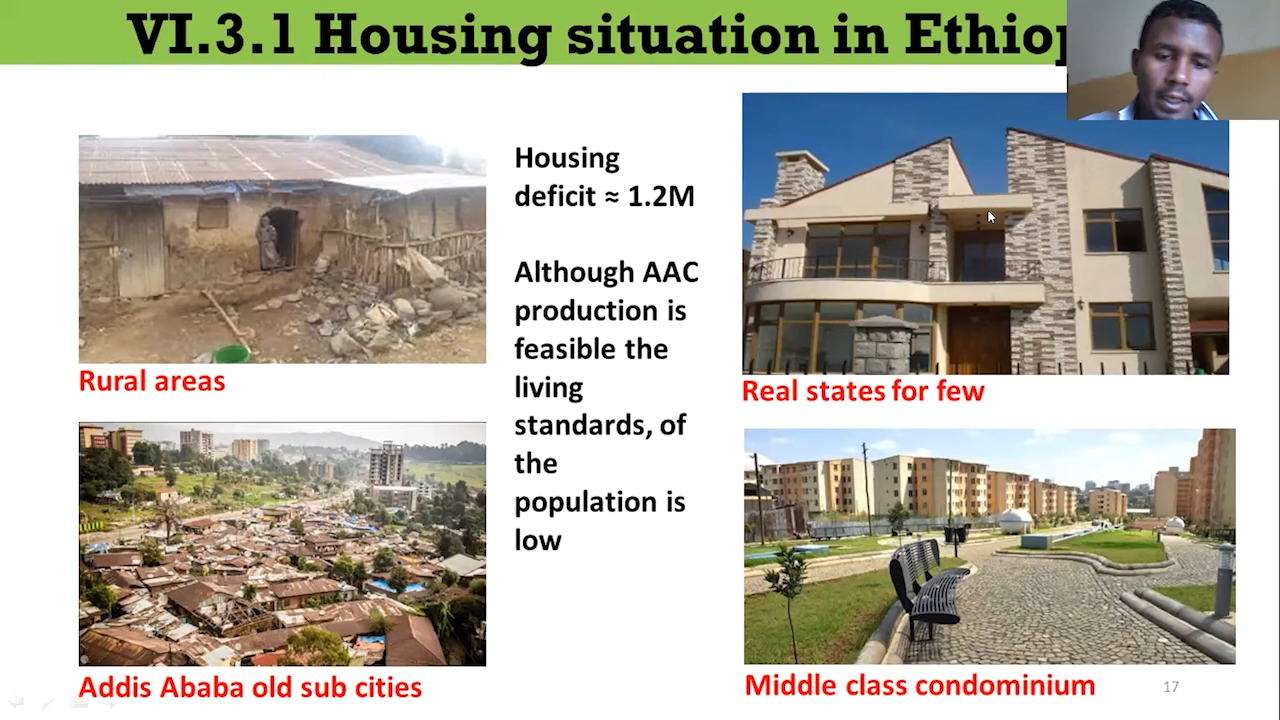 VI.3.1 Housing situation in Ethiop
Housing
deficit ≈ 1.2M
Although AAC
production is
feasible the
living
standards, of
the
population is
low
Rural areas
Real states for few
Addis Ababa old sub cities
Middle class condominium
17